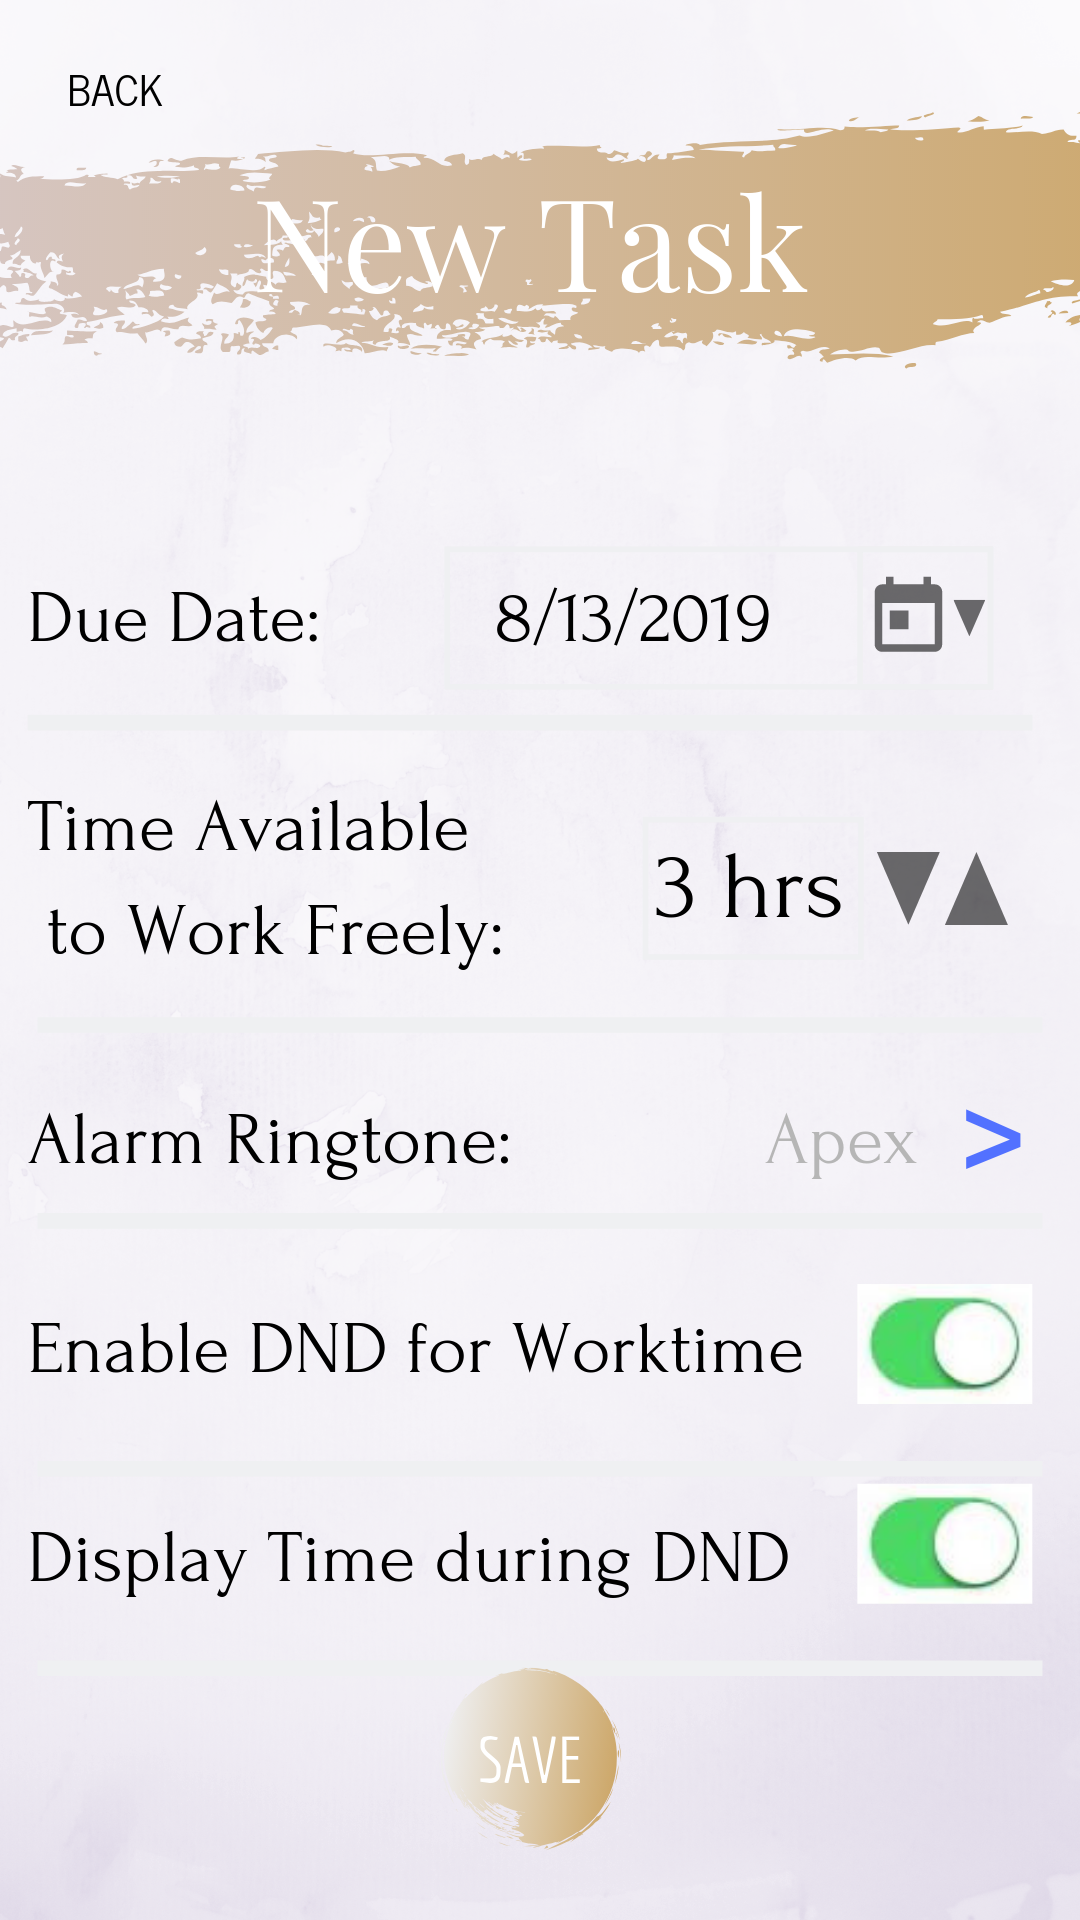 BACK
New Task
Due Date: 8/13/2019
Time Available
to Work Freely:
3 hrs
Alarm Ringtone: Apex >
Enable DND for Worktime
Display Time during DND
SAVE